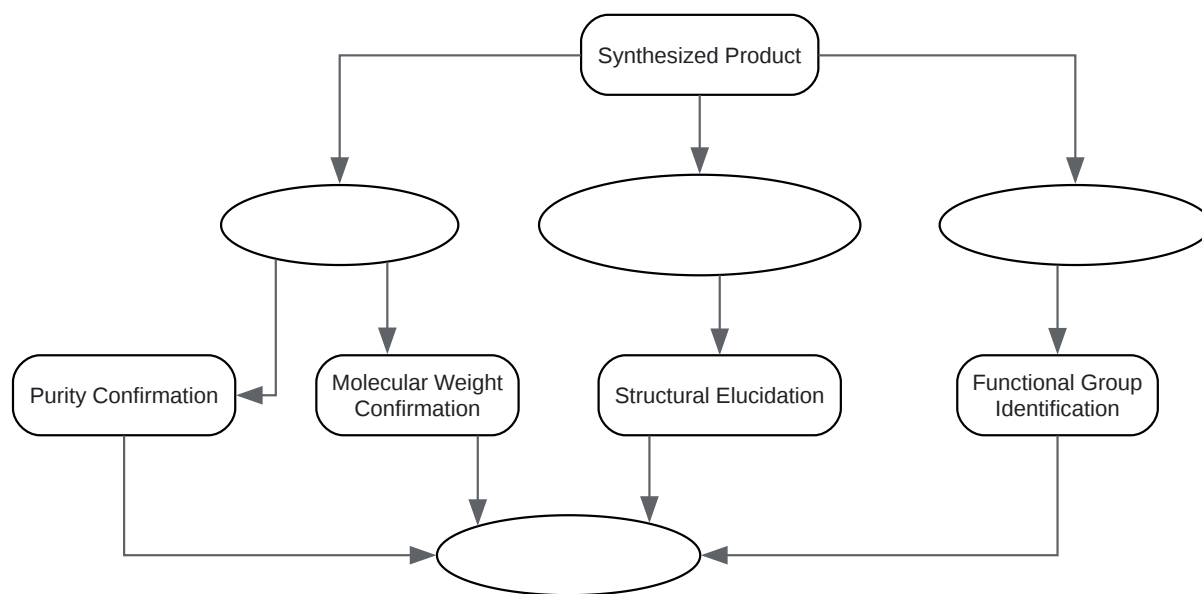 Synthesized Product
Purity Confirmation
Molecular Weight
Confirmation
Structural Elucidation
Functional Group
Identification